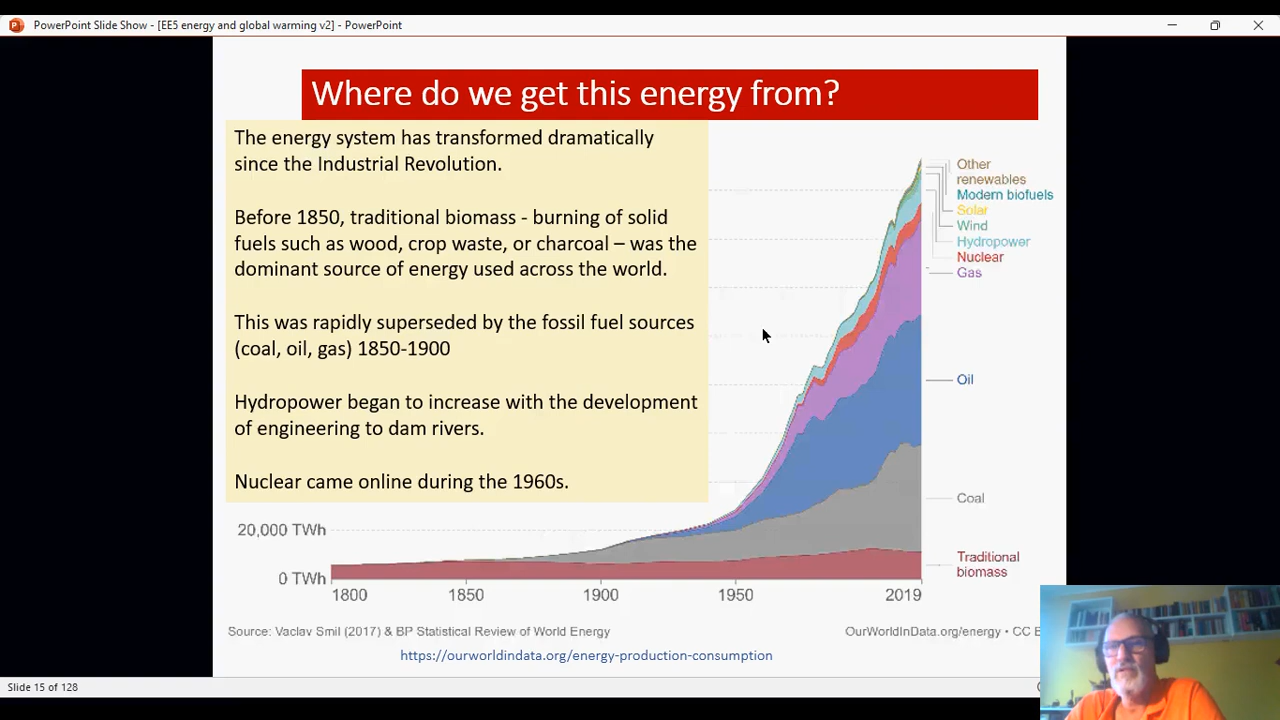 PowerPoint Slide Show - [EE5 energy and global warming v2] - PowerPoint
Where do we get this energy from?
The energy system has transformed dramatically
since the Industrial Revolution.
Before 1850, traditional biomass - burning of solid
fuels such as wood, crop waste, or charcoal – was the
dominant source of energy used across the world.
This was rapidly superseded by the fossil fuel sources
(coal, oil, gas) 1850-1900
Hydropower began to increase with the development
of engineering to dam rivers.
Nuclear came online during the 1960s.
Other
renewables
Modern biofuels
Solar
Wind
Hydropower
Nuclear
Gas
Oil
Coal
Traditional
biomass
20,000 TWh
0 TWh
1800
1850
1900
1950
2019
Source: Vaclav Smil (2017) & BP Statistical Review of World Energy
OurWorldInData.org/energy • CC
https://ourworldindata.org/energy-production-consumption
Slide 15 of 128